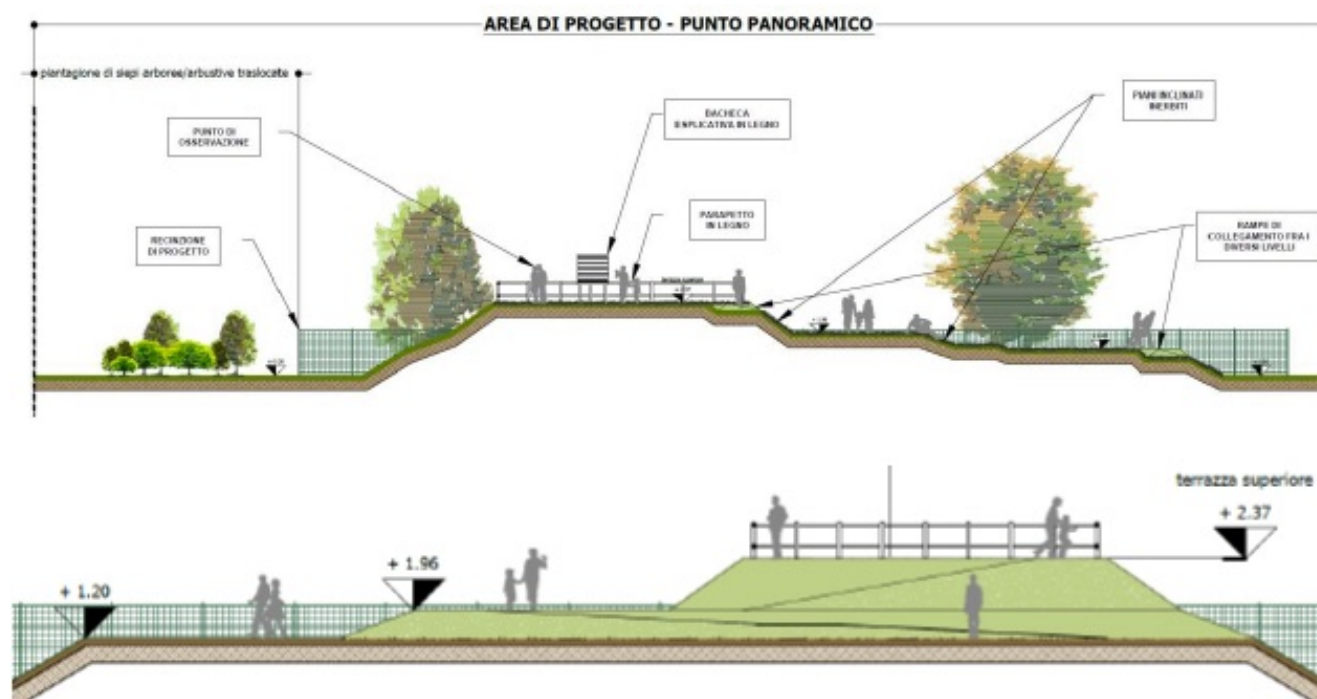 AREA DI PROGETTO - PUNTO PANORAMICO
piantagione di siepi arboree/arbustive traslocate
PUNTO DI
OSSERVAZIONE
BACHECA
ESPLICATIVA IN LEGNO
PIANI INCLINATI
INERBITI
RECINZIONE
DI PROGETTO
PARAPETTO
IN LEGNO
RAMPE DI
COLLEGAMENTO FRA I
DIVERSI LIVELLI
terrazza superiore
+ 2.37
+ 1.96
+ 1.20